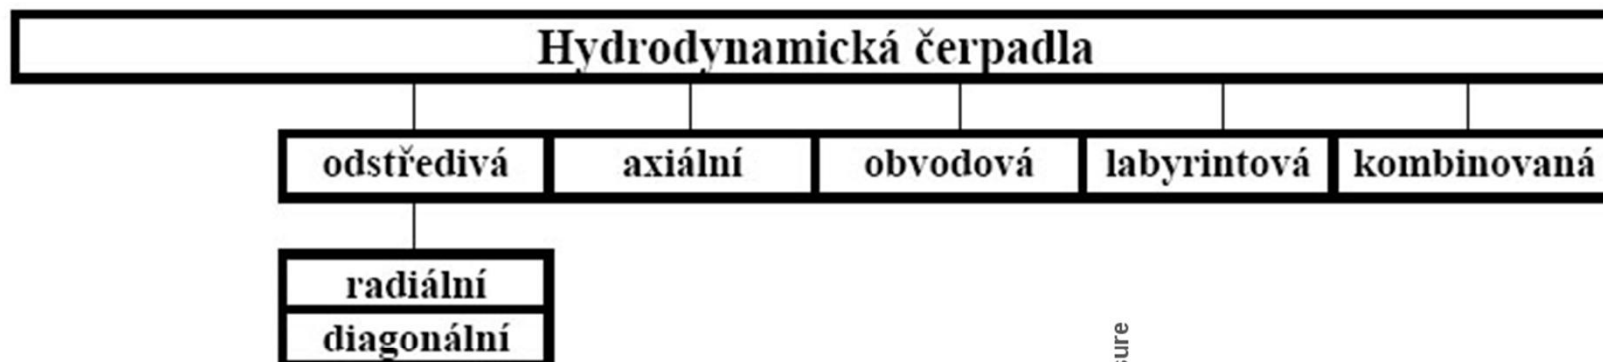 Hydrodynamická čerpadla
odstředivá axiální obvodová labyrintová kombinovaná
radiální
diagonální